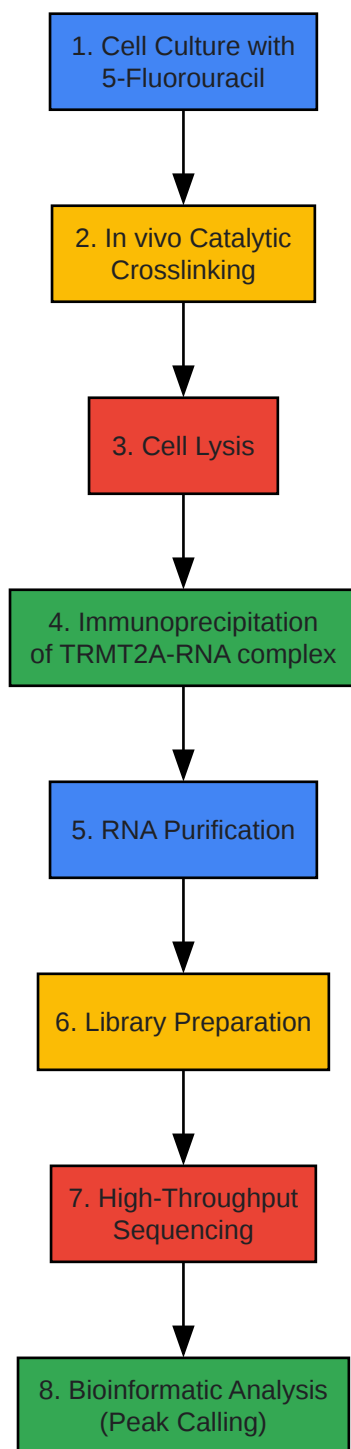 1. Cell Culture with
5-Fluorouracil
2. In vivo Catalytic
Crosslinking
3. Cell Lysis
4. Immunoprecipitation
of TRMT2A-RNA complex
5. RNA Purification
6. Library Preparation
7. High-Throughput
Sequencing
8. Bioinformatic Analysis
(Peak Calling)